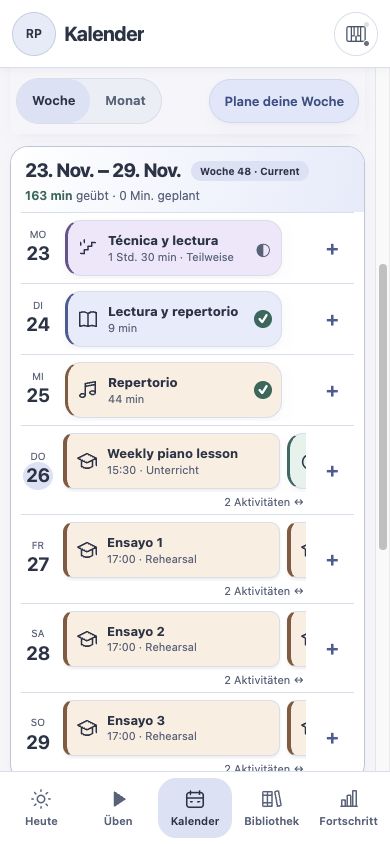 RP Kalender
Woche Monat Plane deine Woche
23. Nov. – 29. Nov. Woche 48 · Current
163 min geübt · 0 Min. geplant
MO
23
Técnica y lectura
1 Std. 30 min · Teilweise
+
DI
24
Lectura y repertorio
9 min
+
MI
25
Repertorio
44 min
+
DO
26
Weekly piano lesson
15:30 · Unterricht
+
2 Aktivitäten ↔
FR
27
Ensayo 1
17:00 · Rehearsal
+
2 Aktivitäten ↔
SA
28
Ensayo 2
17:00 · Rehearsal
+
2 Aktivitäten ↔
SO
29
Ensayo 3
17:00 · Rehearsal
+
2 Aktivitäten ↔
Heute Üben Kalender Bibliothek Fortschritt